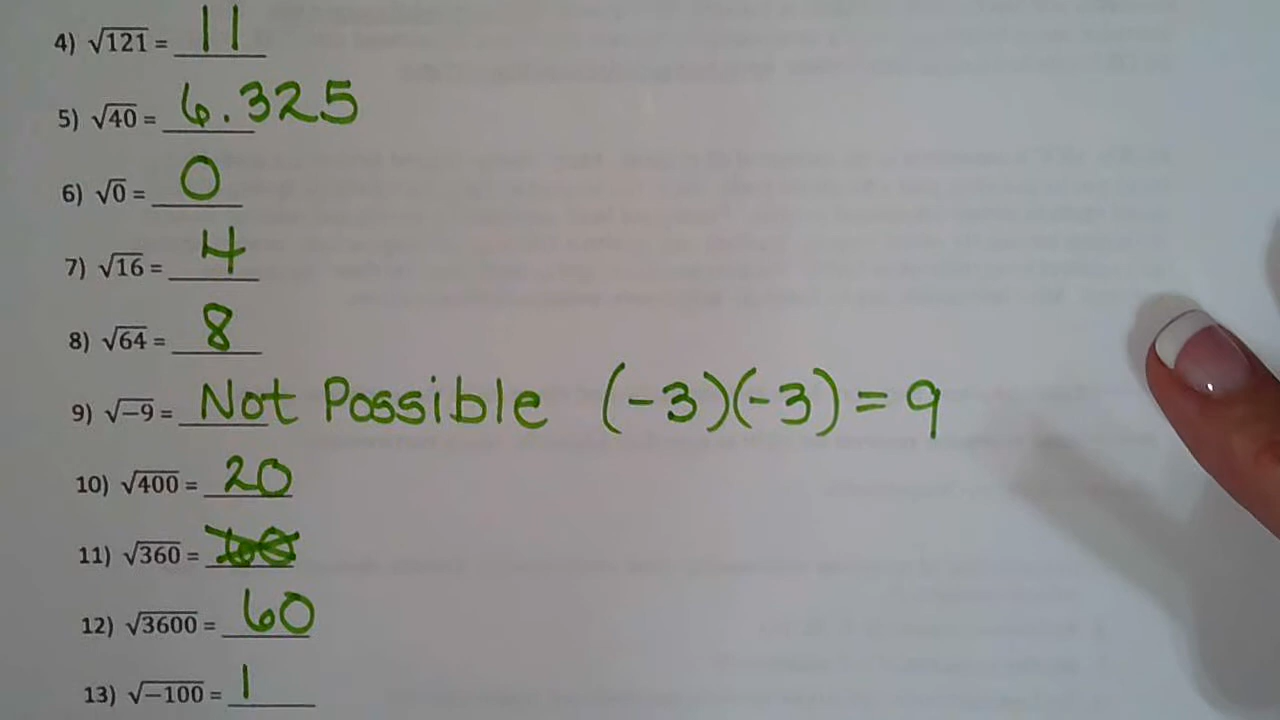 4) √121 = 11
5) √40 = 6.325
6) √0 = 0
7) √16 = 4
8) √64 = 8
9) √-9 = Not Possible (-3)(-3) = 9
10) √400 = 20
11) √360 =
12) √3600 = 60
13) √-100 = 1